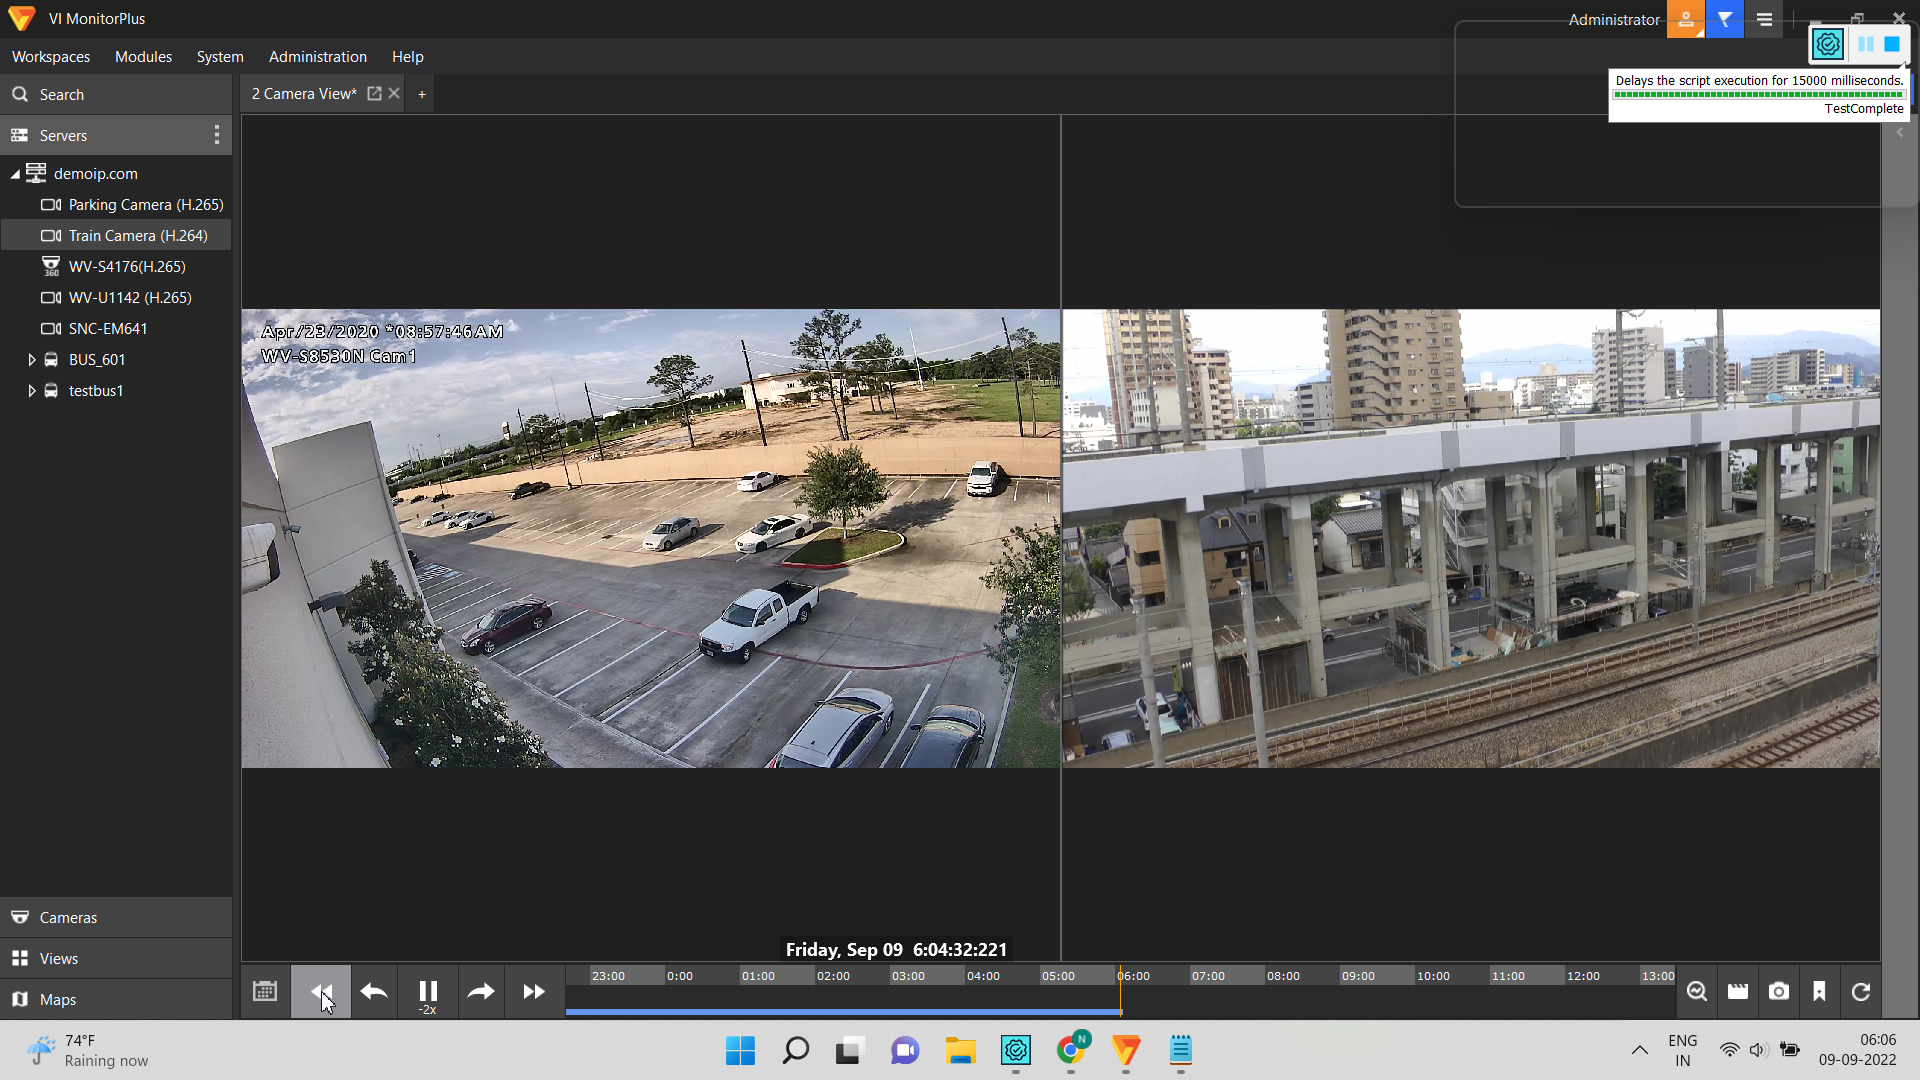 VI MonitorPlus
Administrator
Workspaces Modules System Administration Help
Delays the script execution for 15000 milliseconds.
TestComplete
Search
2 Camera View* +
Servers
demoip.com
Parking Camera (H.265)
Train Camera (H.264)
360 WV-S4176(H.265)
WV-U1142 (H.265)
SNC-EM641
BUS_601
testbus1
Apr/23/2020 *08:57:46AM
WV-S8530N Cam1
Cameras
Views
Maps
Friday, Sep 09 6:04:32:221
23:00 0:00 01:00 02:00 03:00 04:00 05:00 06:00 07:00 08:00 09:00 10:00 11:00 12:00 13:00
-2x
74°F
Raining now
N
ENG
IN
06:06
09-09-2022